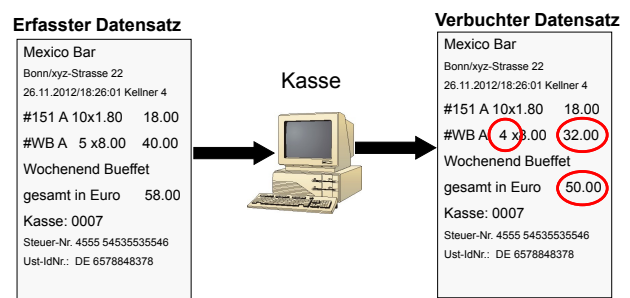 Erfasster Datensatz
Mexico Bar
Bonn/xyz-Strasse 22
26.11.2012/18:26:01 Kellner 4
#151 A 10x1.80 18.00
#WB A 5 x8.00 40.00
Wochenend Bueffet
gesamt in Euro 58.00
Kasse: 0007
Steuer-Nr. 4555 54535535546
Ust-IdNr.: DE 6578848378
Kasse
Verbuchter Datensatz
Mexico Bar
Bonn/xyz-Strasse 22
26.11.2012/18:26:01 Kellner 4
#151 A 10x1.80 18.00
#WB A 4 x8.00 32.00
Wochenend Bueffet
gesamt in Euro 50.00
Kasse: 0007
Steuer-Nr. 4555 54535535546
Ust-IdNr.: DE 6578848378